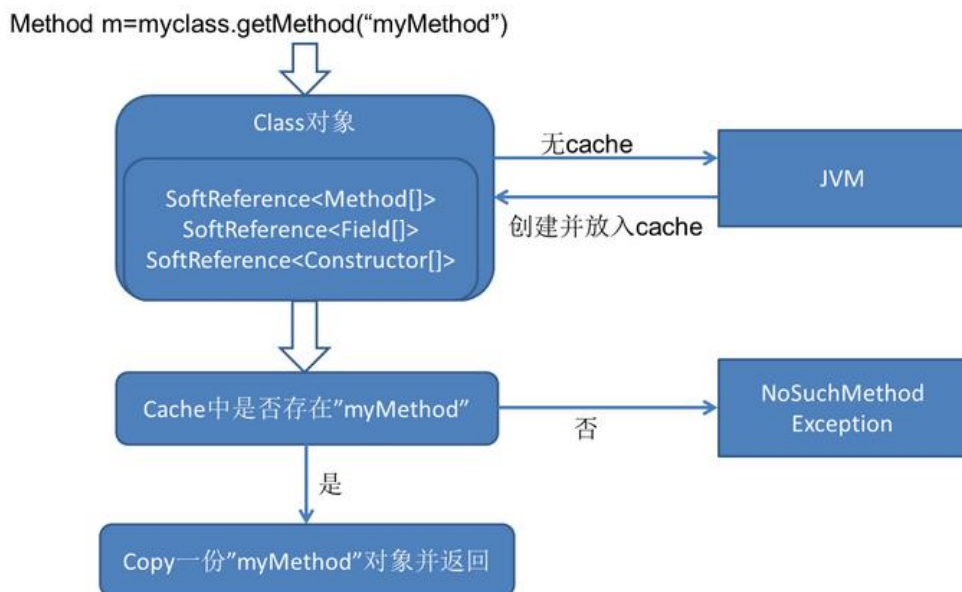 Method m=myclass.getMethod(“myMethod”)
Class对象
无cache
JVM
SoftReference<Method[]>
SoftReference<Field[]>
SoftReference<Constructor[]>
创建并放入cache
Cache中是否存在”myMethod”
否
NoSuchMethod
Exception
是
Copy一份”myMethod”对象并返回